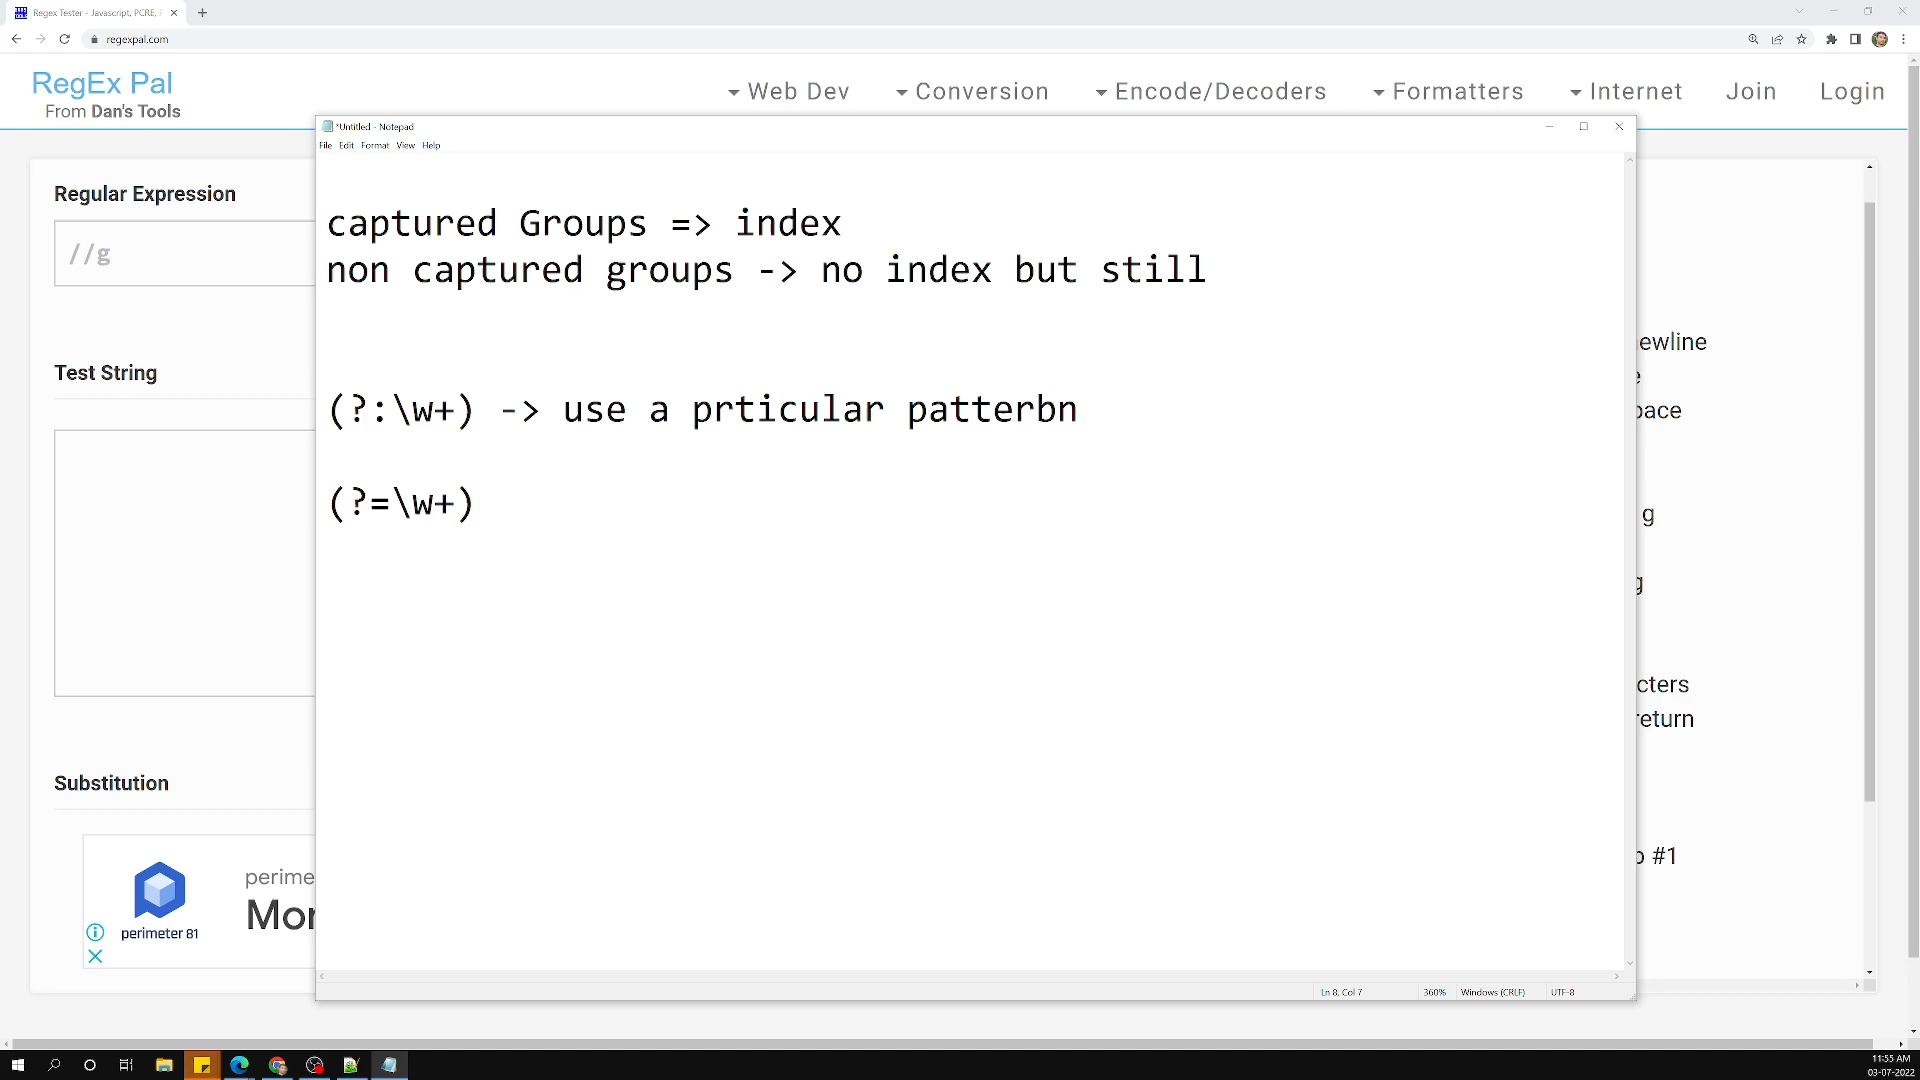 Regex Tester - Javascript, PCRE,
regexpal.com
RegEx Pal
From Dan's Tools
Web Dev
Conversion
Encode/Decoders
Formatters
Internet
Join
Login
*Untitled - Notepad
File Edit Format View Help
Regular Expression
//g
captured Groups => index
non captured groups -> no index but still
ewline
Test String
(?:\w+) -> use a prticular patterbn
pace
(?=\w+)
g
g
cters
return
Substitution
#1
perime
Mor
perimeter 81
Ln 8, Col 7
360%
Windows (CRLF)
UTF-8
11:55 AM
03-07-2022